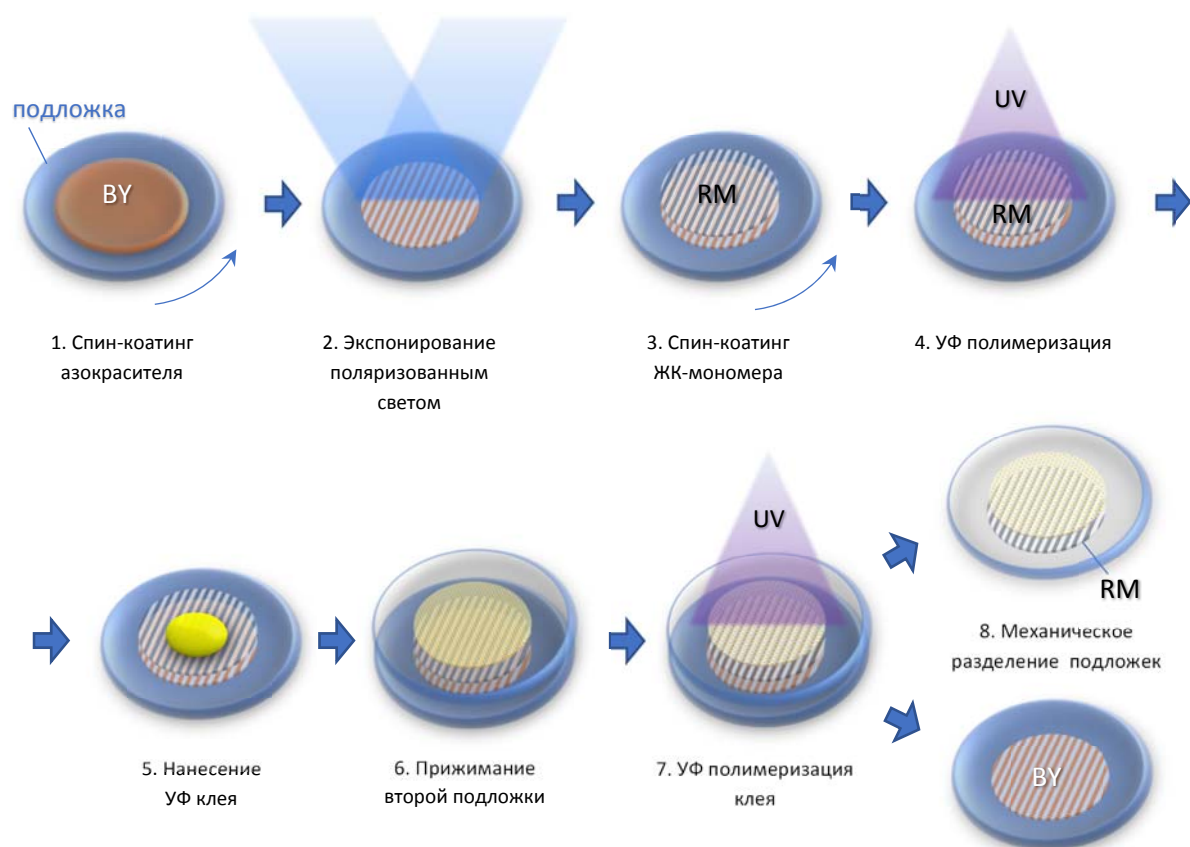 подложка
BY
UV
RM
RM
1. Спин-коатинг
азокрасителя
2. Экспонирование
поляризованным
светом
3. Спин-коатинг
ЖК-мономера
4. УФ полимеризация
UV
RM
5. Нанесение
УФ клея
6. Прижимание
второй подложки
7. УФ полимеризация
клея
8. Механическое
разделение подложек
BY